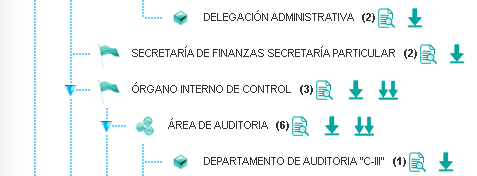 DELEGACIÓN ADMINISTRATIVA (2)
SECRETARÍA DE FINANZAS SECRETARÍA PARTICULAR (2)
ÓRGANO INTERNO DE CONTROL (3)
ÁREA DE AUDITORIA (6)
DEPARTAMENTO DE AUDITORIA "C-III" (1)